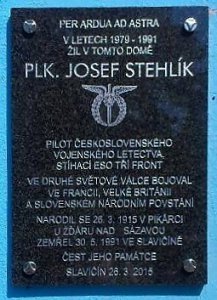 PER ARDUA AD ASTRA
V LETECH 1979 - 1991
ŽIL V TOMTO DOMĚ
PLK. JOSEF STEHLÍK
PILOT ČESKOSLOVENSKÉHO
VOJENSKÉHO LETECTVA,
STÍHACÍ ESO TŘÍ FRONT
VE DRUHÉ SVĚTOVÉ VÁLCE BOJOVAL
VE FRANCII, VELKÉ BRITÁNII
A SLOVENSKÉM NÁRODNÍM POVSTÁNÍ
NARODIL SE 26. 3. 1915 V PIKÁRCI
U ŽĎÁRU NAD SÁZAVOU
ZEMŘEL 30. 5. 1991 VE SLAVIČÍNĚ
ČEST JEHO PAMÁTCE
SLAVIČÍN 26. 3. 2015